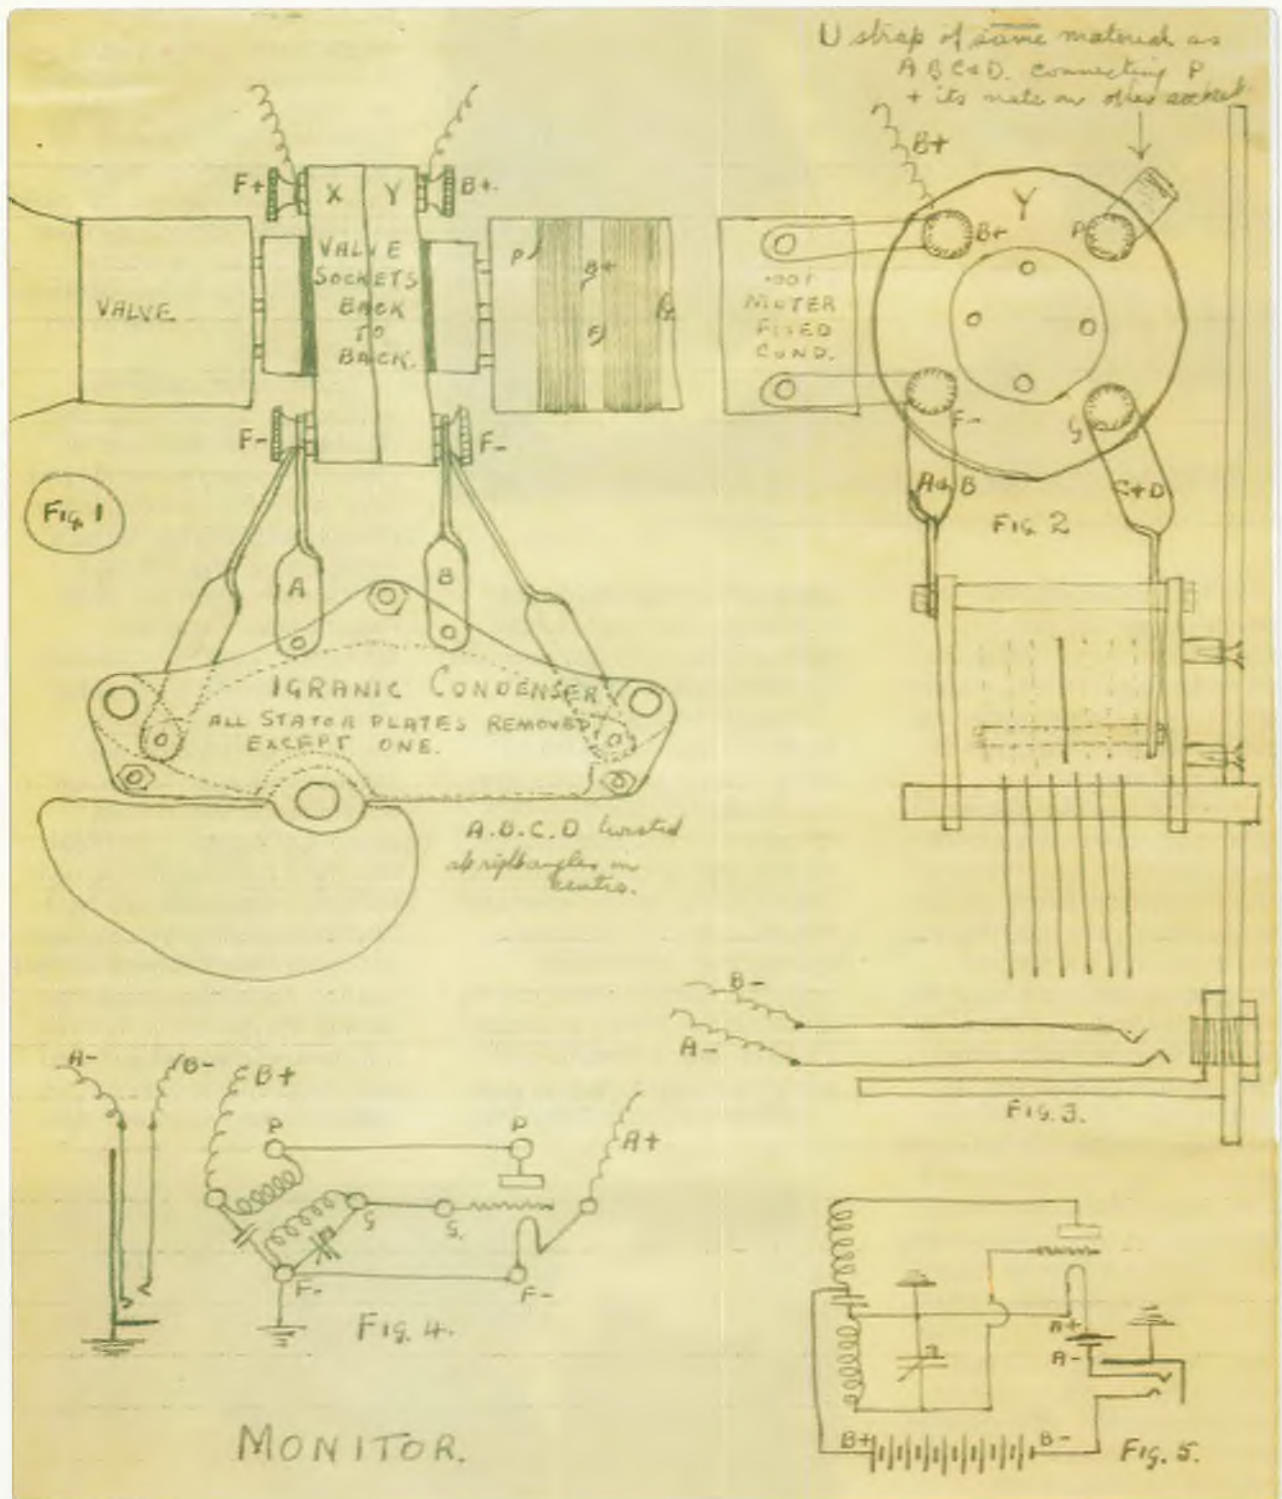 U strap of same material as
A B C & D. connecting P
+ its mate on other socket
B+
F+
X
Y
B+
Y
B+
P
VALVE
SOCKETS
BACK
TO
BACK.
VALVE
P
B+
F
.001
MUTER
FIXED
COND.
F-
F-
F-
G
A & B
C & D
Fig 1
FIG 2
A
B
IGRANIC CONDENSER
ALL STATOR PLATES REMOVED
EXCEPT ONE.
A.B.C.D twisted
at right angles in
centre.
B-
A-
FIG. 3.
A-
B-
B+
P
P
A+
G
G.
F-
F-
FIG. 4.
A+
A-
B+
B-
FIG. 5.
MONITOR.